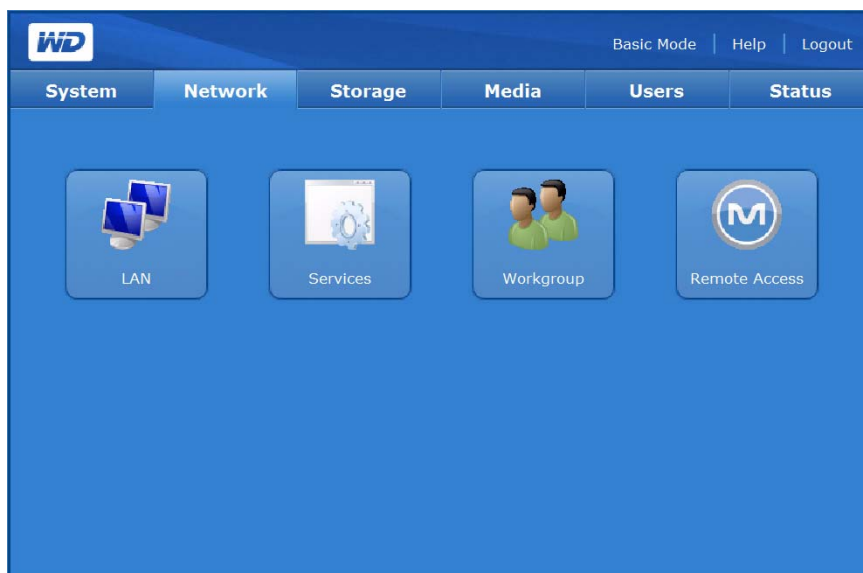 WD
Basic Mode | Help | Logout
System Network Storage Media Users Status
LAN Services Workgroup Remote Access